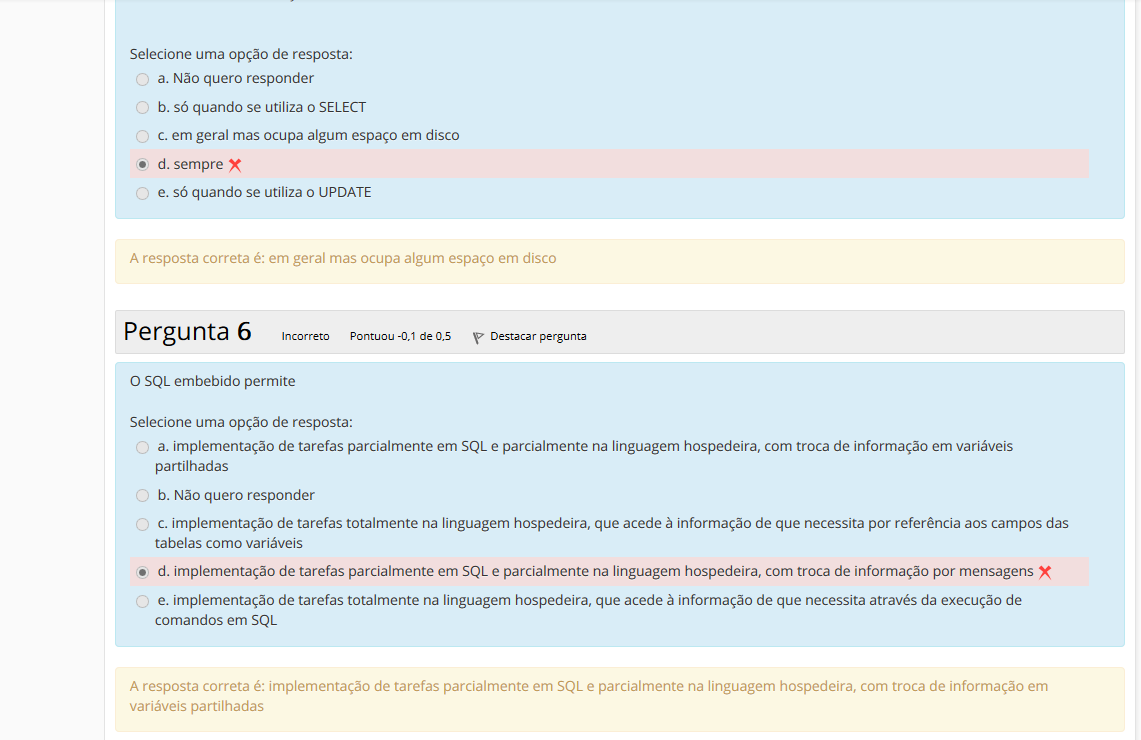 Selecione uma opção de resposta:
a. Não quero responder
b. só quando se utiliza o SELECT
c. em geral mas ocupa algum espaço em disco
d. sempre
e. só quando se utiliza o UPDATE
A resposta correta é: em geral mas ocupa algum espaço em disco
Pergunta 6 Incorreto Pontuou -0,1 de 0,5 Destacar pergunta
O SQL embebido permite
Selecione uma opção de resposta:
a. implementação de tarefas parcialmente em SQL e parcialmente na linguagem hospedeira, com troca de informação em variáveis
partilhadas
b. Não quero responder
c. implementação de tarefas totalmente na linguagem hospedeira, que acede à informação de que necessita por referência aos campos das
tabelas como variáveis
d. implementação de tarefas parcialmente em SQL e parcialmente na linguagem hospedeira, com troca de informação por mensagens
e. implementação de tarefas totalmente na linguagem hospedeira, que acede à informação de que necessita através da execução de
comandos em SQL
A resposta correta é: implementação de tarefas parcialmente em SQL e parcialmente na linguagem hospedeira, com troca de informação em
variáveis partilhadas